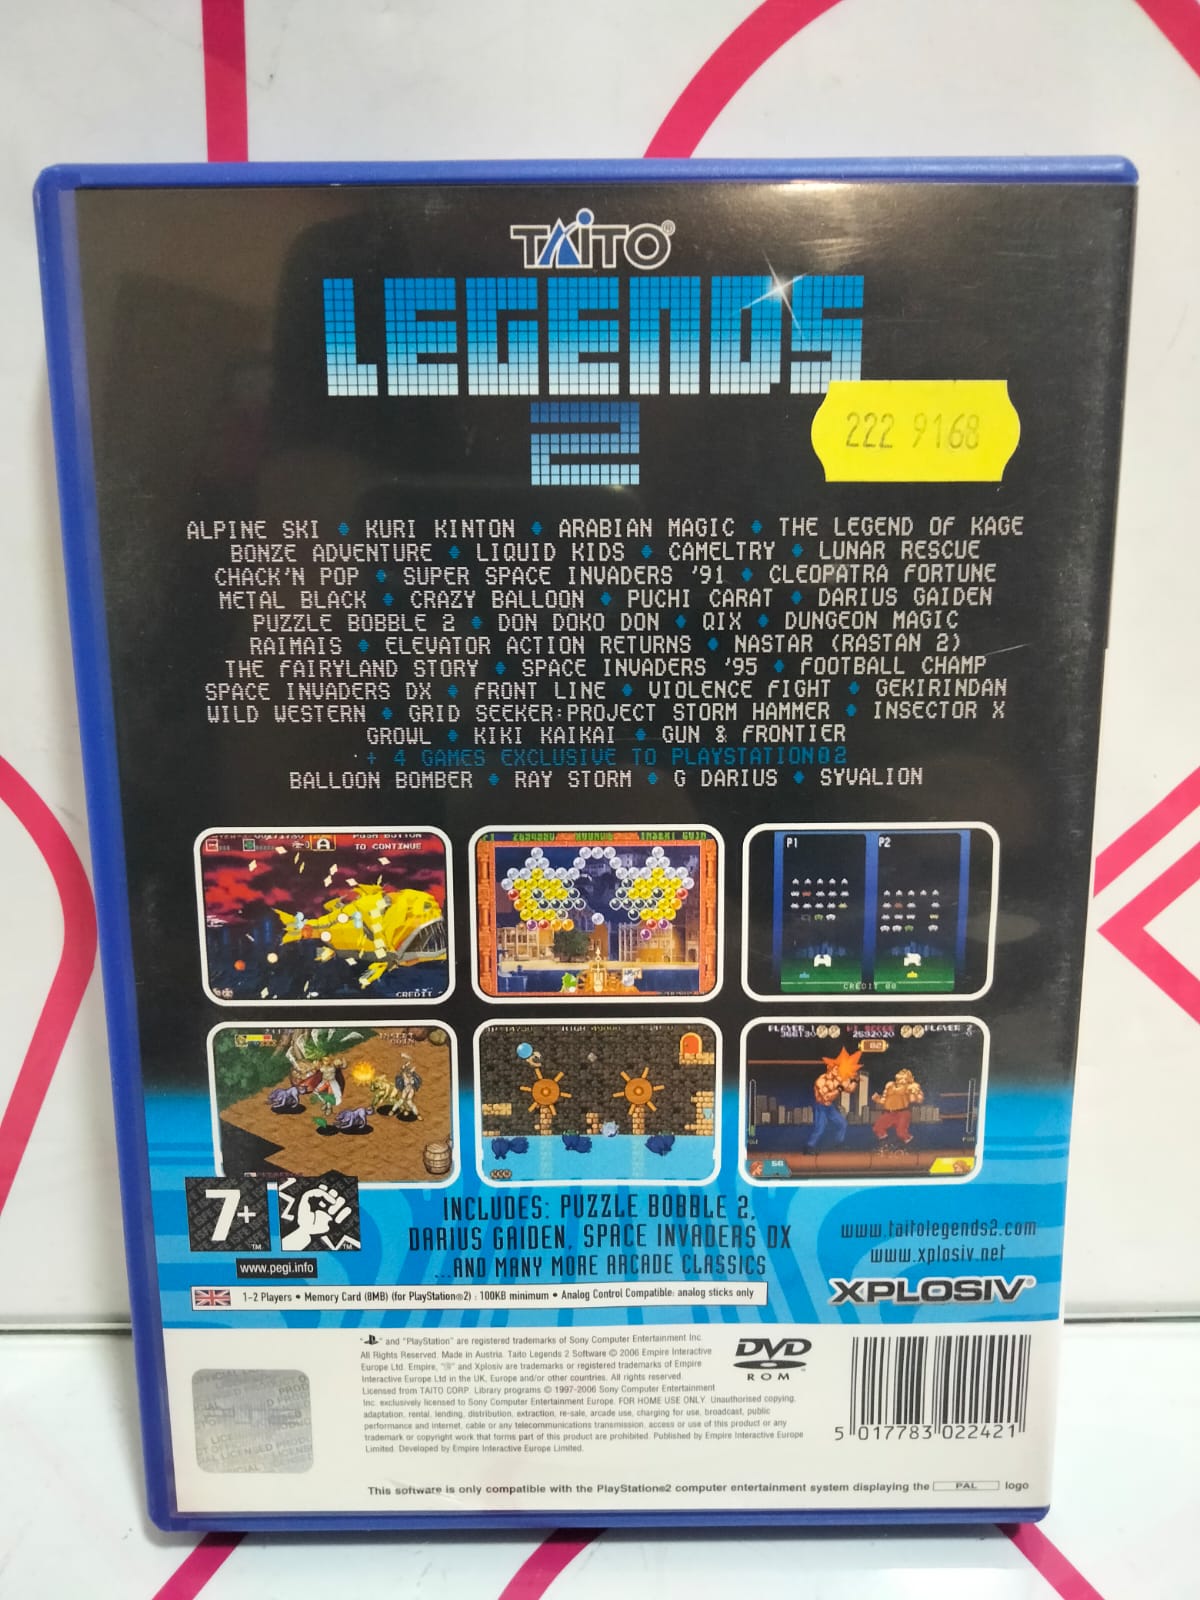 TAITO®
LEGENDS
2
222 9168
ALPINE SKI • KURI KINTON • ARABIAN MAGIC • THE LEGEND OF KAGE
BONZE ADVENTURE • LIQUID KIDS • CAMELTRY • LUNAR RESCUE
CHACK'N POP • SUPER SPACE INVADERS '91 • CLEOPATRA FORTUNE
METAL BLACK • CRAZY BALLOON • PUCHI CARAT • DARIUS GAIDEN
PUZZLE BOBBLE 2 • DON DOKO DON • QIX • DUNGEON MAGIC
RAIMAIS • ELEVATOR ACTION RETURNS • NASTAR (RASTAN 2)
THE FAIRYLAND STORY • SPACE INVADERS '95 • FOOTBALL CHAMP
SPACE INVADERS DX • FRONT LINE • VIOLENCE FIGHT • GEKIRINDAN
WILD WESTERN • GRID SEEKER:PROJECT STORM HAMMER • INSECTOR X
GROWL • KIKI KAIKAI • GUN & FRONTIER
+ 4 GAMES EXCLUSIVE TO PLAYSTATION®2
BALLOON BOMBER • RAY STORM • G DARIUS • SYVALION
PUSH BUTTON
TO CONTINUE
CREDIT
P1 P2
CREDIT 00
INSERT COIN
PLAYER 1
PLAYER 2
7+™
www.pegi.info
INCLUDES: PUZZLE BOBBLE 2,
DARIUS GAIDEN, SPACE INVADERS DX
...AND MANY MORE ARCADE CLASSICS
www.taitolegends2.com
www.xplosiv.net
XPLOSIV®
1-2 Players • Memory Card (8MB) (for PlayStation®2) : 100KB minimum • Analog Control Compatible: analog sticks only
" " and "PlayStation" are registered trademarks of Sony Computer Entertainment Inc.
All Rights Reserved. Made in Austria. Taito Legends 2 Software © 2006 Empire Interactive
Europe Ltd. Empire, " " and Xplosiv are trademarks or registered trademarks of Empire
Interactive Europe Ltd in the UK, Europe and/or other countries. All rights reserved.
Licensed from TAITO CORP. Library programs © 1997-2006 Sony Computer Entertainment
Inc. exclusively licensed to Sony Computer Entertainment Europe. FOR HOME USE ONLY. Unauthorised copying,
adaptation, rental, lending, distribution, extraction, re-sale, arcade use, charging for use, broadcast, public
performance and internet, cable or any telecommunications transmission, access or use of this product or any
trademark or copyright work that forms part of this product are prohibited. Published by Empire Interactive Europe
Limited. Developed by Empire Interactive Europe Limited.
DVD
ROM
5 017783 022421
This software is only compatible with the PlayStation®2 computer entertainment system displaying the PAL logo